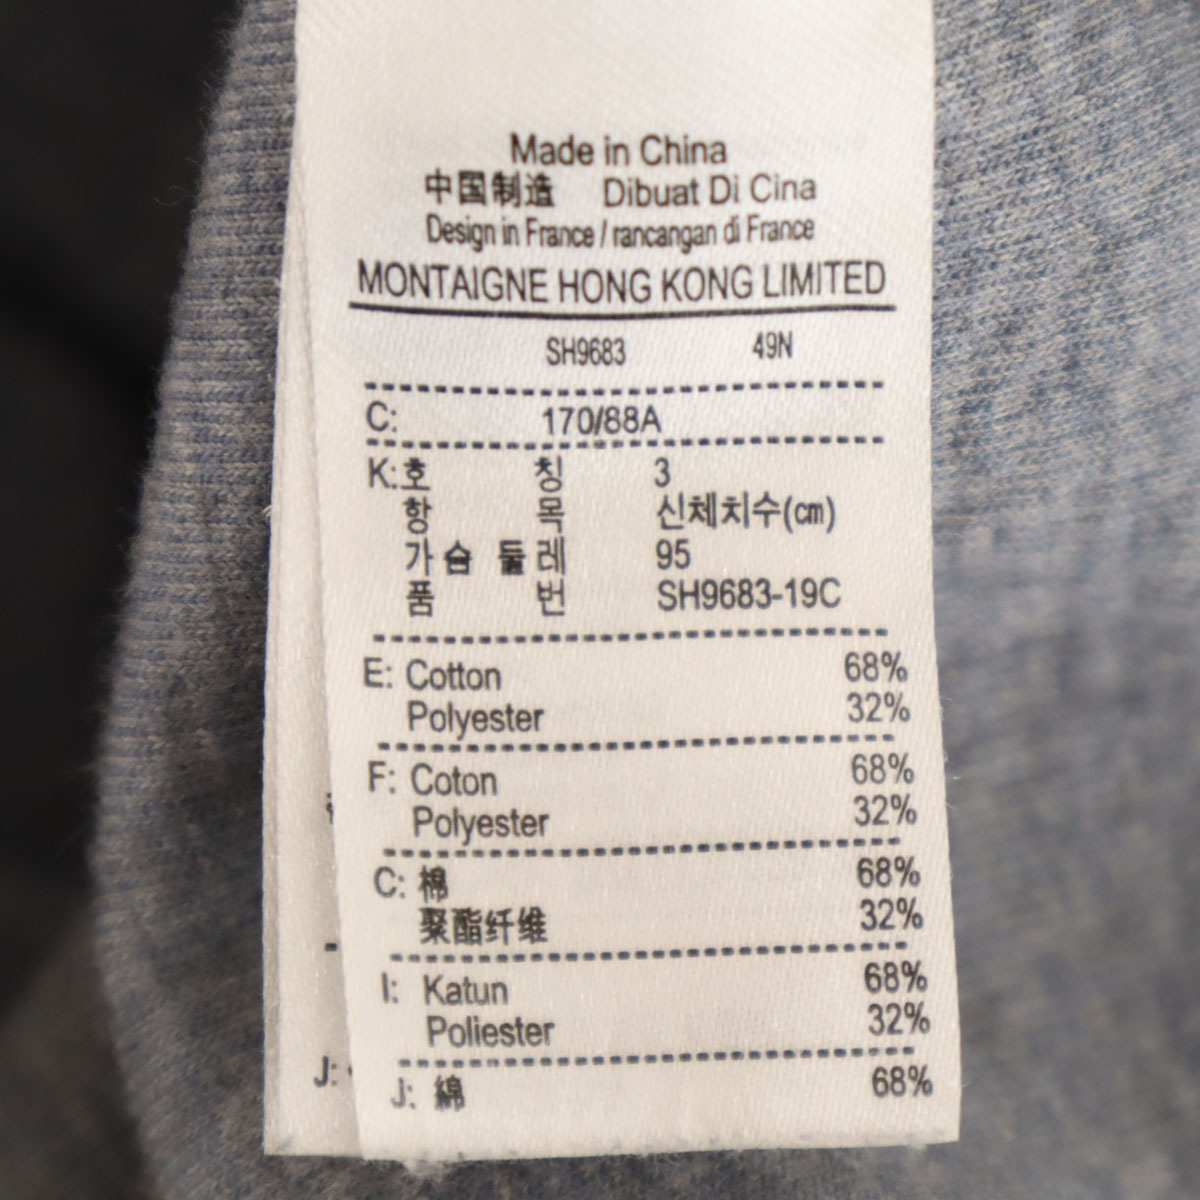 Made in China
中国制造 Dibuat Di Cina
Design in France / rancangan di France
MONTAIGNE HONG KONG LIMITED
SH9683 49N
C: 170/88A
K: 호 칭 3
항 목 신체치수(㎝)
가슴 둘레 95
품 번 SH9683-19C
E: Cotton 68%
Polyester 32%
F: Coton 68%
Polyester 32%
C: 棉 68%
聚酯纤维 32%
I: Katun 68%
Poliester 32%
J: 綿 68%
J: